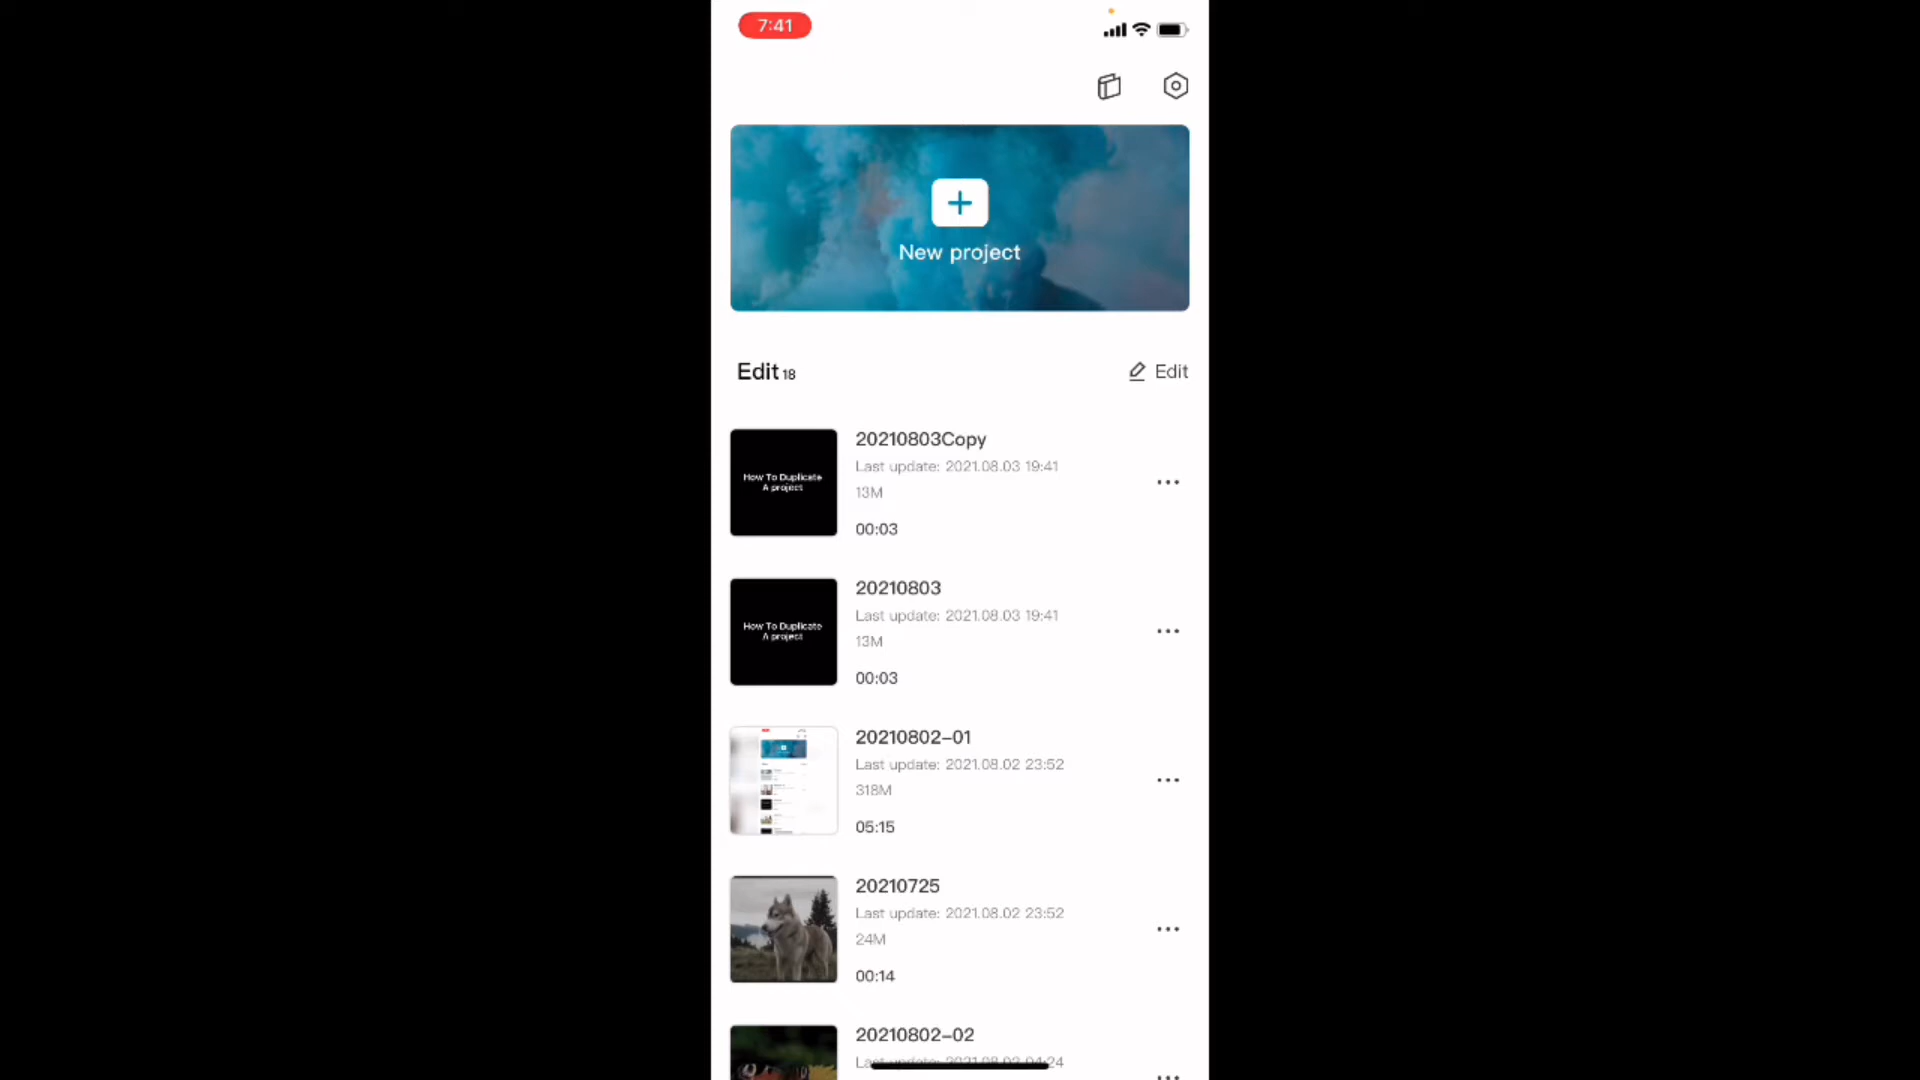 7:41
New project
Edit 18
Edit
20210803Copy
Last update: 2021.08.03 19:41
13M
00:03
How To Duplicate
A project
20210803
Last update: 2021.08.03 19:41
13M
00:03
How To Duplicate
A project
20210802-01
Last update: 2021.08.02 23:52
318M
05:15
20210725
Last update: 2021.08.02 23:52
24M
00:14
20210802-02